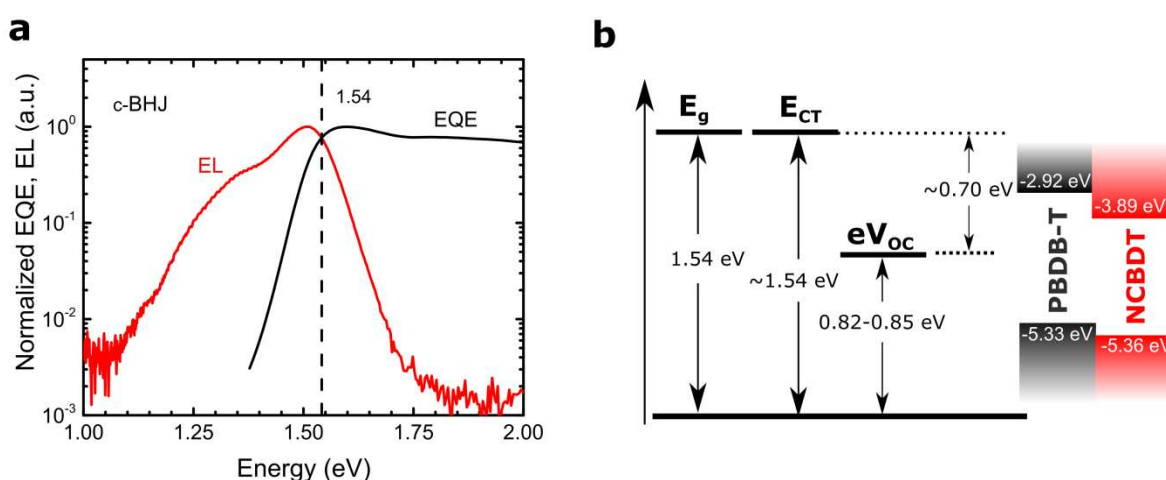 a
c-BHJ
1.54
EQE
EL
Normalized EQE, EL (a.u.)
10⁰
10⁻¹
10⁻²
10⁻³
1.00 1.25 1.50 1.75 2.00
Energy (eV)
b
E_g E_CT
~0.70 eV
eV_OC
1.54 eV
~1.54 eV
0.82-0.85 eV
-2.92 eV
-3.89 eV
PBDB-T
NCBDT
-5.33 eV
-5.36 eV